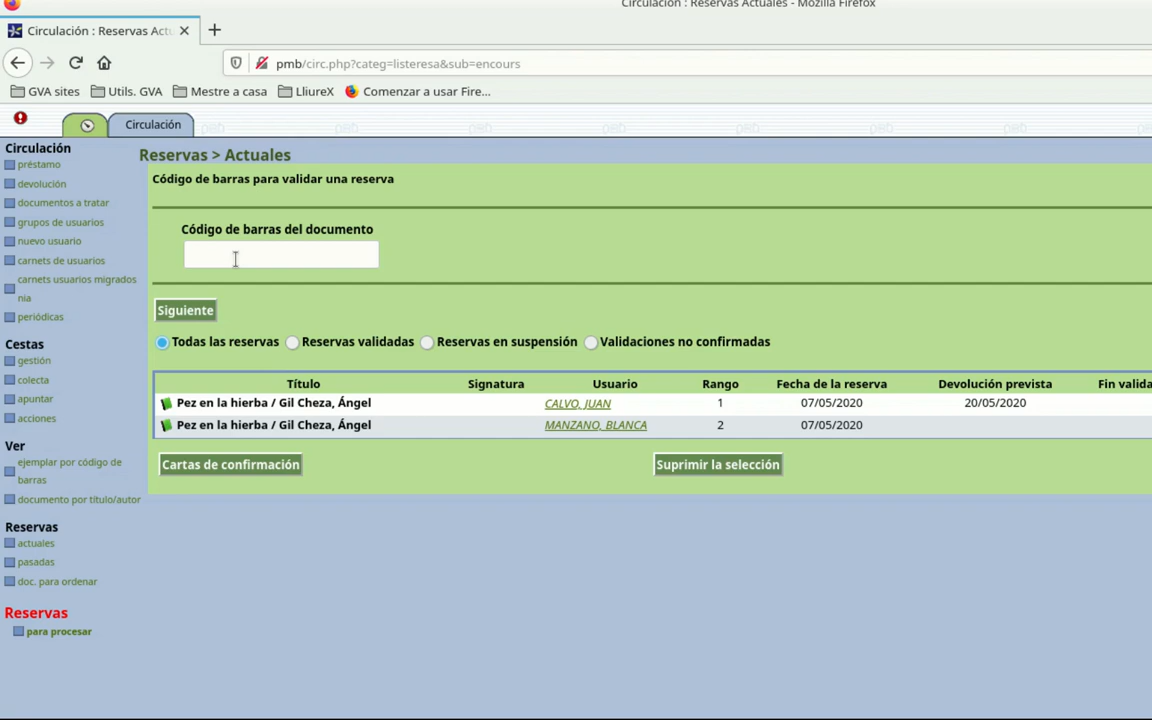 Circulación : Reservas Actuales - Mozilla Firefox
Circulación : Reservas Actu
pmb/circ.php?categ=listeresa&sub=encours
GVA sites Utils. GVA Mestre a casa LliureX Comenzar a usar Fire...
Circulación
Circulación
préstamo
devolución
documentos a tratar
grupos de usuarios
nuevo usuario
carnets de usuarios
carnets usuarios migrados
nia
periódicas
Cestas
gestión
colecta
apuntar
acciones
Ver
ejemplar por código de
barras
documento por título/autor
Reservas
actuales
pasadas
doc. para ordenar
Reservas
para procesar
Reservas > Actuales
Código de barras para validar una reserva
Código de barras del documento
Siguiente
Todas las reservas Reservas validadas Reservas en suspensión Validaciones no confirmadas
Título Signatura Usuario Rango Fecha de la reserva Devolución prevista Fin valida
Pez en la hierba / Gil Cheza, Ángel CALVO, JUAN 1 07/05/2020 20/05/2020
Pez en la hierba / Gil Cheza, Ángel MANZANO, BLANCA 2 07/05/2020
Cartas de confirmación Suprimir la selección